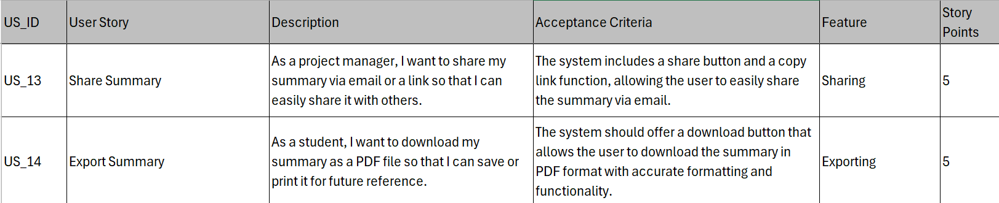 US_ID User Story Description Acceptance Criteria Feature Story
Points
US_13 Share Summary As a project manager, I want to share my
summary via email or a link so that I can
easily share it with others.
The system includes a share button and a copy
link function, allowing the user to easily share
the summary via email.
Sharing 5
US_14 Export Summary As a student, I want to download my
summary as a PDF file so that I can save or
print it for future reference.
The system should offer a download button that
allows the user to download the summary in
PDF format with accurate formatting and
functionality.
Exporting 5